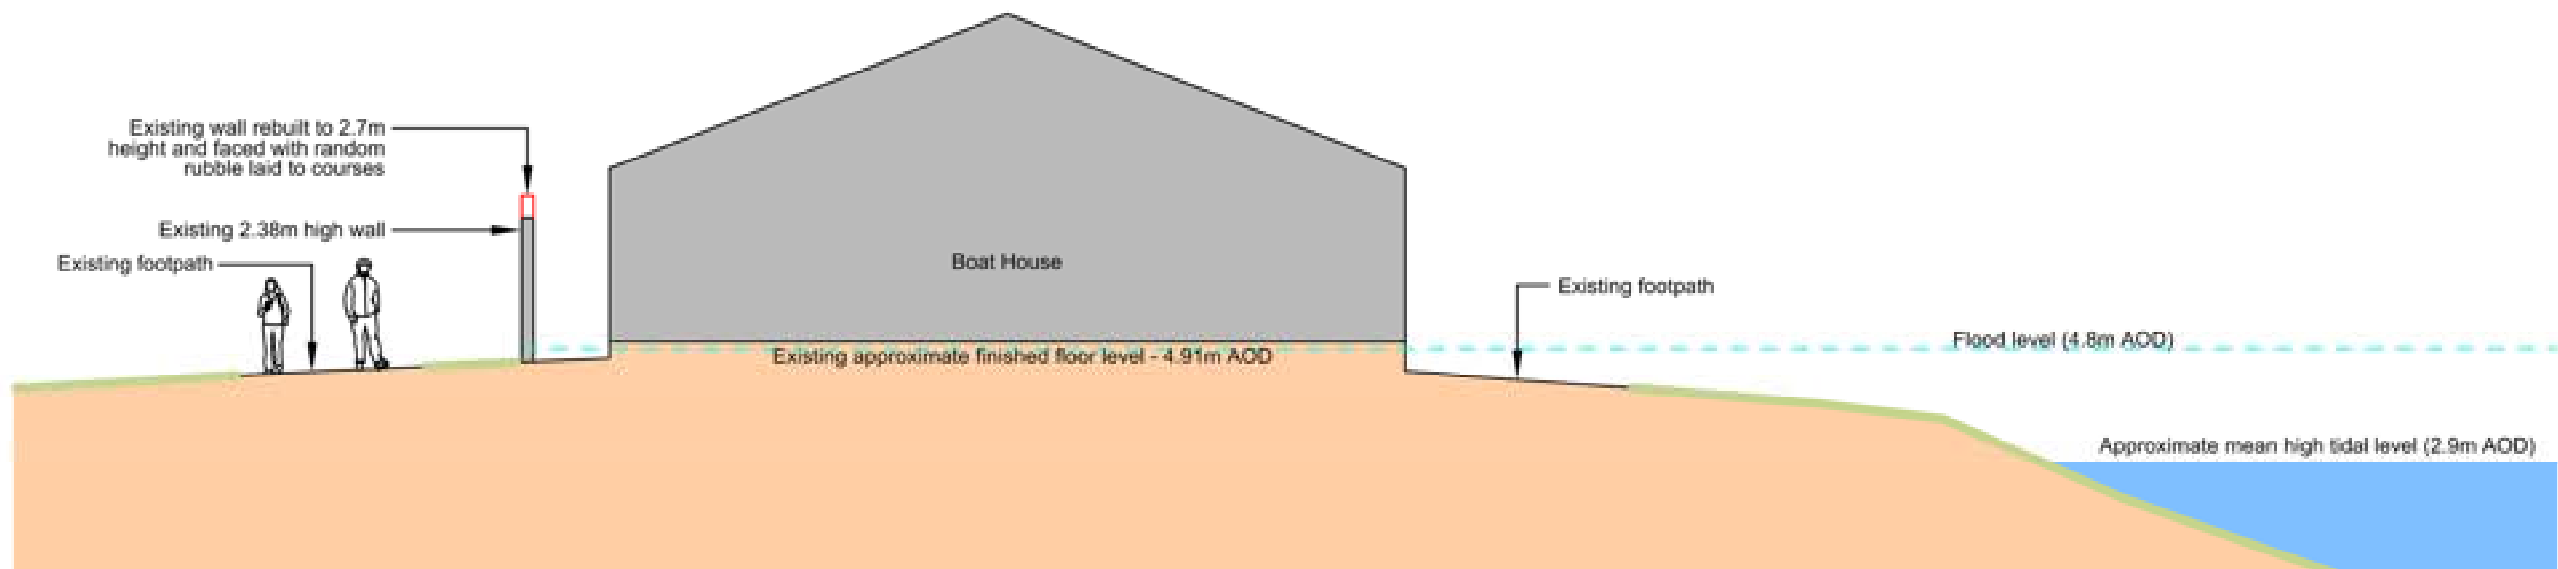 Existing wall rebuilt to 2.7m
height and faced with random
rubble laid to courses
Existing 2.38m high wall
Existing footpath
Boat House
Existing footpath
Flood level (4.8m AOD)
Existing approximate finished floor level - 4.91m AOD
Approximate mean high tidal level (2.9m AOD)